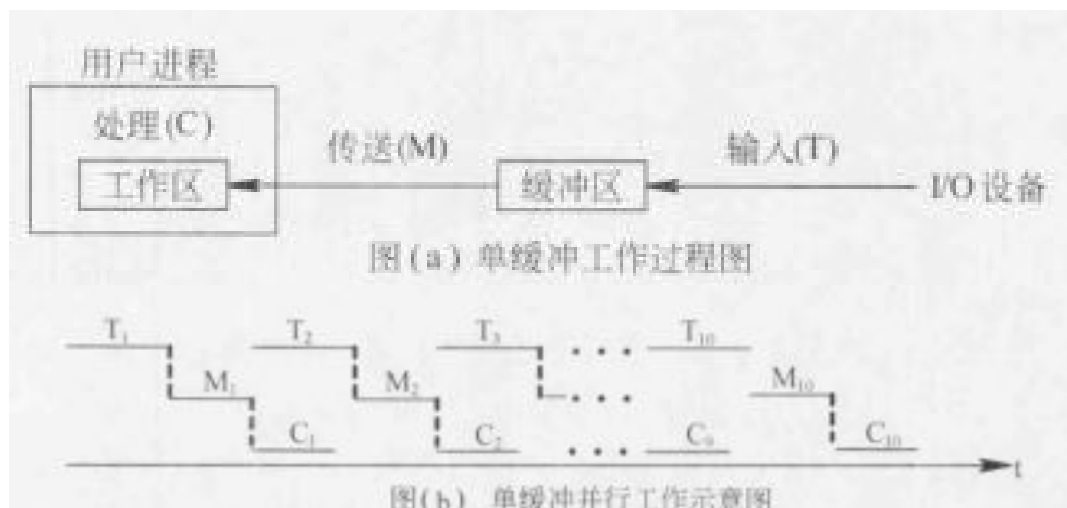 用户进程
处理(C)
工作区
传送(M)
缓冲区
输入(T)
I/O 设备
图(a) 单缓冲工作过程图
T₁ T₂ T₃ • • • T₁₀
M₁ M₂ • • • M₁₀
C₁ C₂ • • • C₉ C₁₀
t
图(b) 单缓冲并行工作示意图